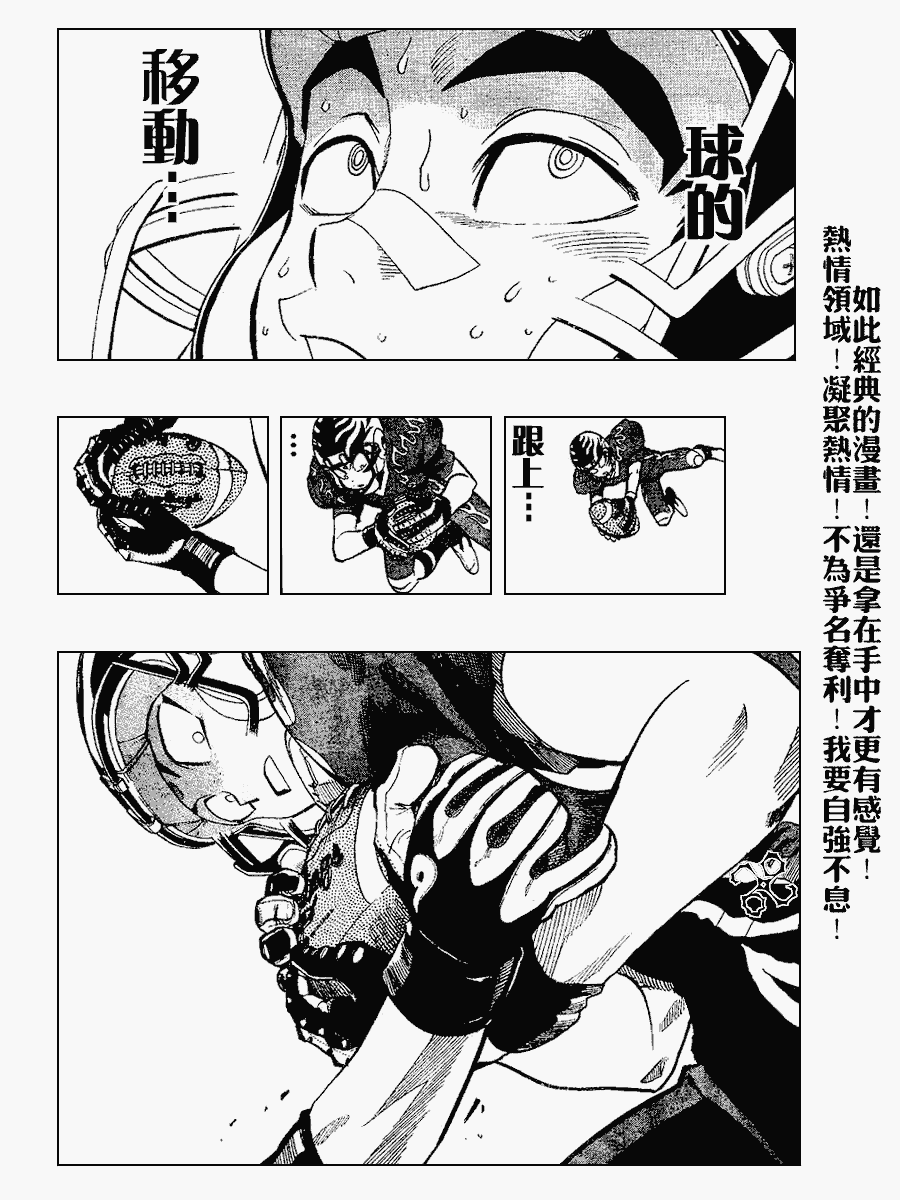 球的
移動…
跟上…
…
如此經典的漫畫！還是拿在手中才更有感覺！
熱情領域！凝聚熱情！不為爭名奪利！我要自強不息！